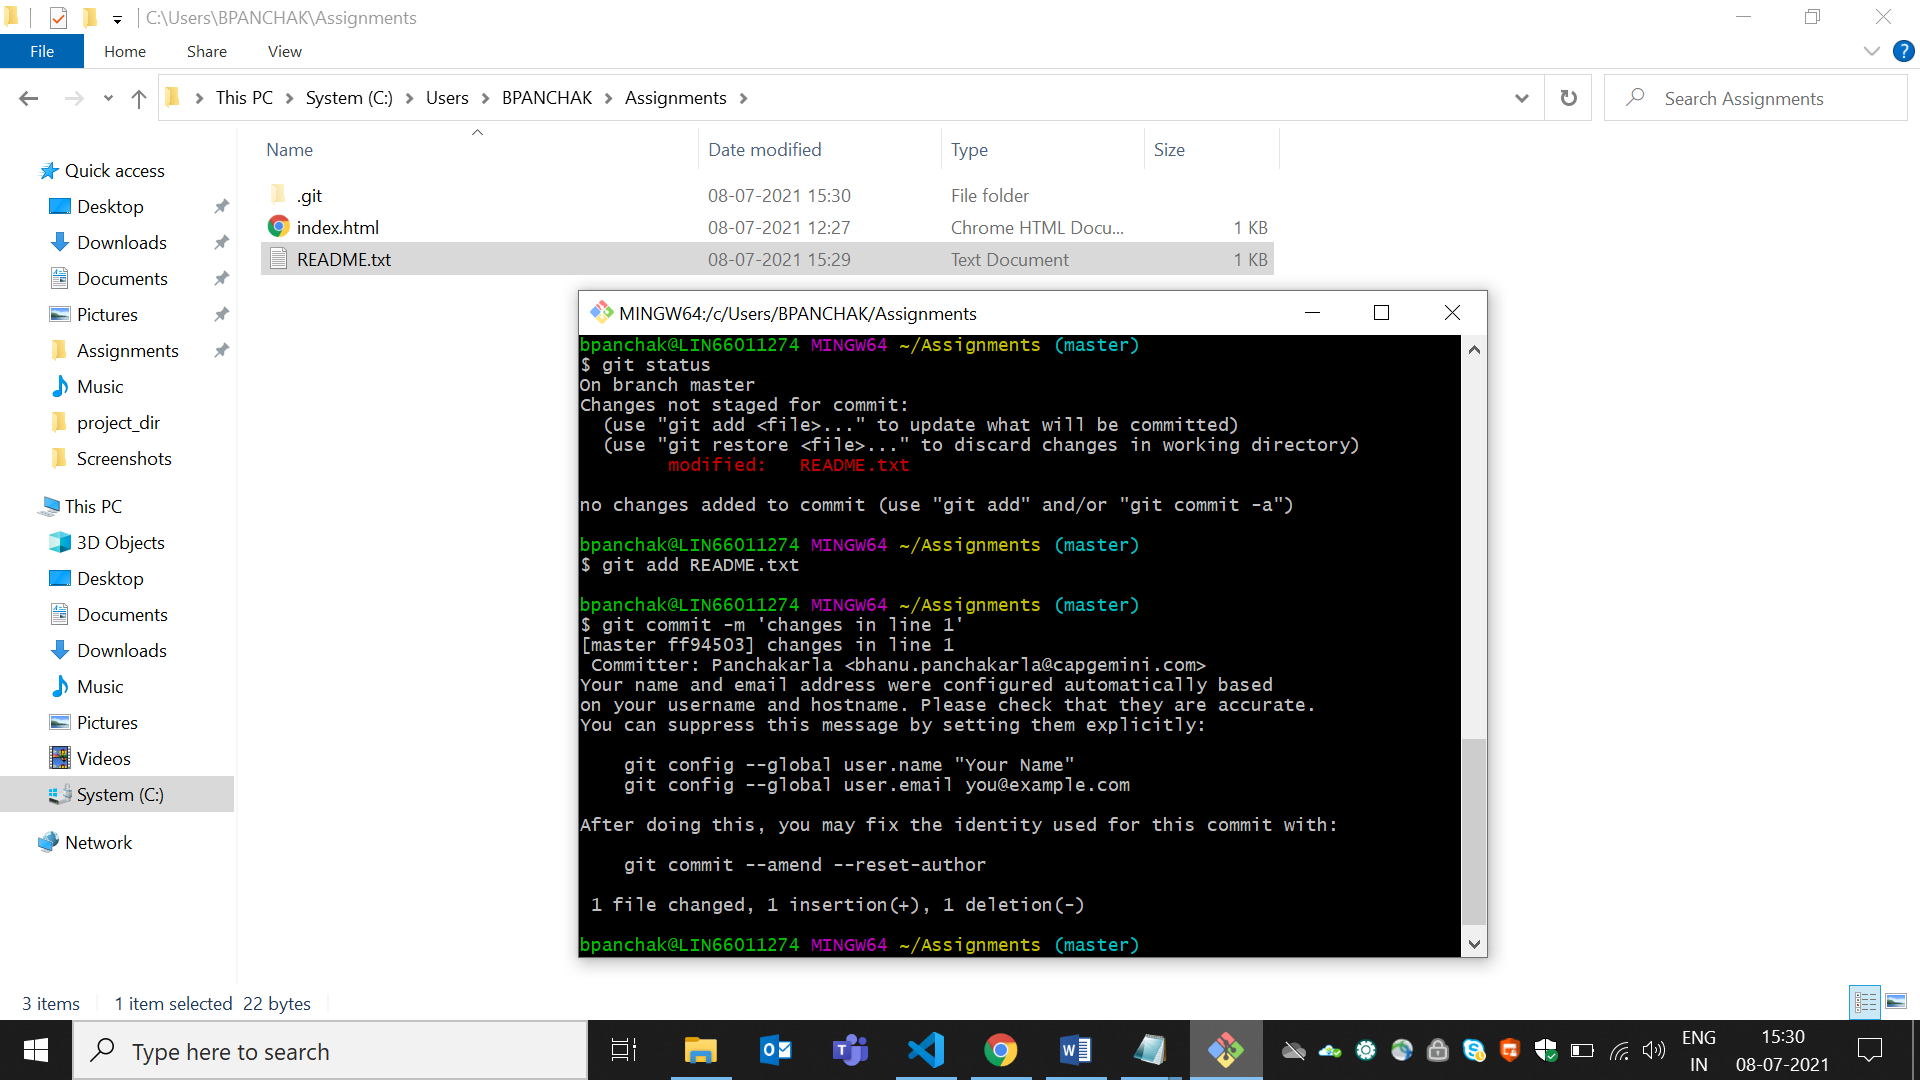 C:\Users\BPANCHAK\Assignments
File Home Share View
This PC System (C:) Users BPANCHAK Assignments
Search Assignments
Name Date modified Type Size
.git 08-07-2021 15:30 File folder
index.html 08-07-2021 12:27 Chrome HTML Docu... 1 KB
README.txt 08-07-2021 15:29 Text Document 1 KB
Quick access
Desktop
Downloads
Documents
Pictures
Assignments
Music
project_dir
Screenshots
This PC
3D Objects
Desktop
Documents
Downloads
Music
Pictures
Videos
System (C:)
Network
MINGW64:/c/Users/BPANCHAK/Assignments
bpanchak@LIN66011274 MINGW64 ~/Assignments (master)
$ git status
On branch master
Changes not staged for commit:
(use "git add <file>..." to update what will be committed)
(use "git restore <file>..." to discard changes in working directory)
modified: README.txt
no changes added to commit (use "git add" and/or "git commit -a")
bpanchak@LIN66011274 MINGW64 ~/Assignments (master)
$ git add README.txt
bpanchak@LIN66011274 MINGW64 ~/Assignments (master)
$ git commit -m 'changes in line 1'
[master ff94503] changes in line 1
Committer: Panchakarla <bhanu.panchakarla@capgemini.com>
Your name and email address were configured automatically based
on your username and hostname. Please check that they are accurate.
You can suppress this message by setting them explicitly:
git config --global user.name "Your Name"
git config --global user.email you@example.com
After doing this, you may fix the identity used for this commit with:
git commit --amend --reset-author
1 file changed, 1 insertion(+), 1 deletion(-)
bpanchak@LIN66011274 MINGW64 ~/Assignments (master)
3 items 1 item selected 22 bytes
Type here to search
ENG
IN
15:30
08-07-2021